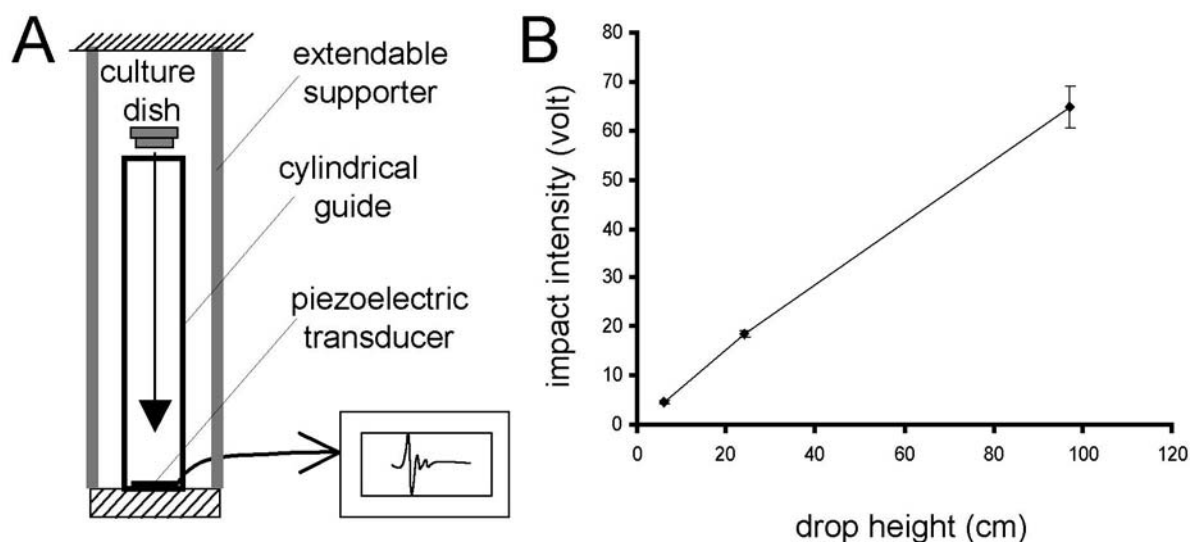 A
culture
dish
extendable
supporter
cylindrical
guide
piezoelectric
transducer
B
impact intensity (volt)
80
70
60
50
40
30
20
10
0
0 20 40 60 80 100 120
drop height (cm)